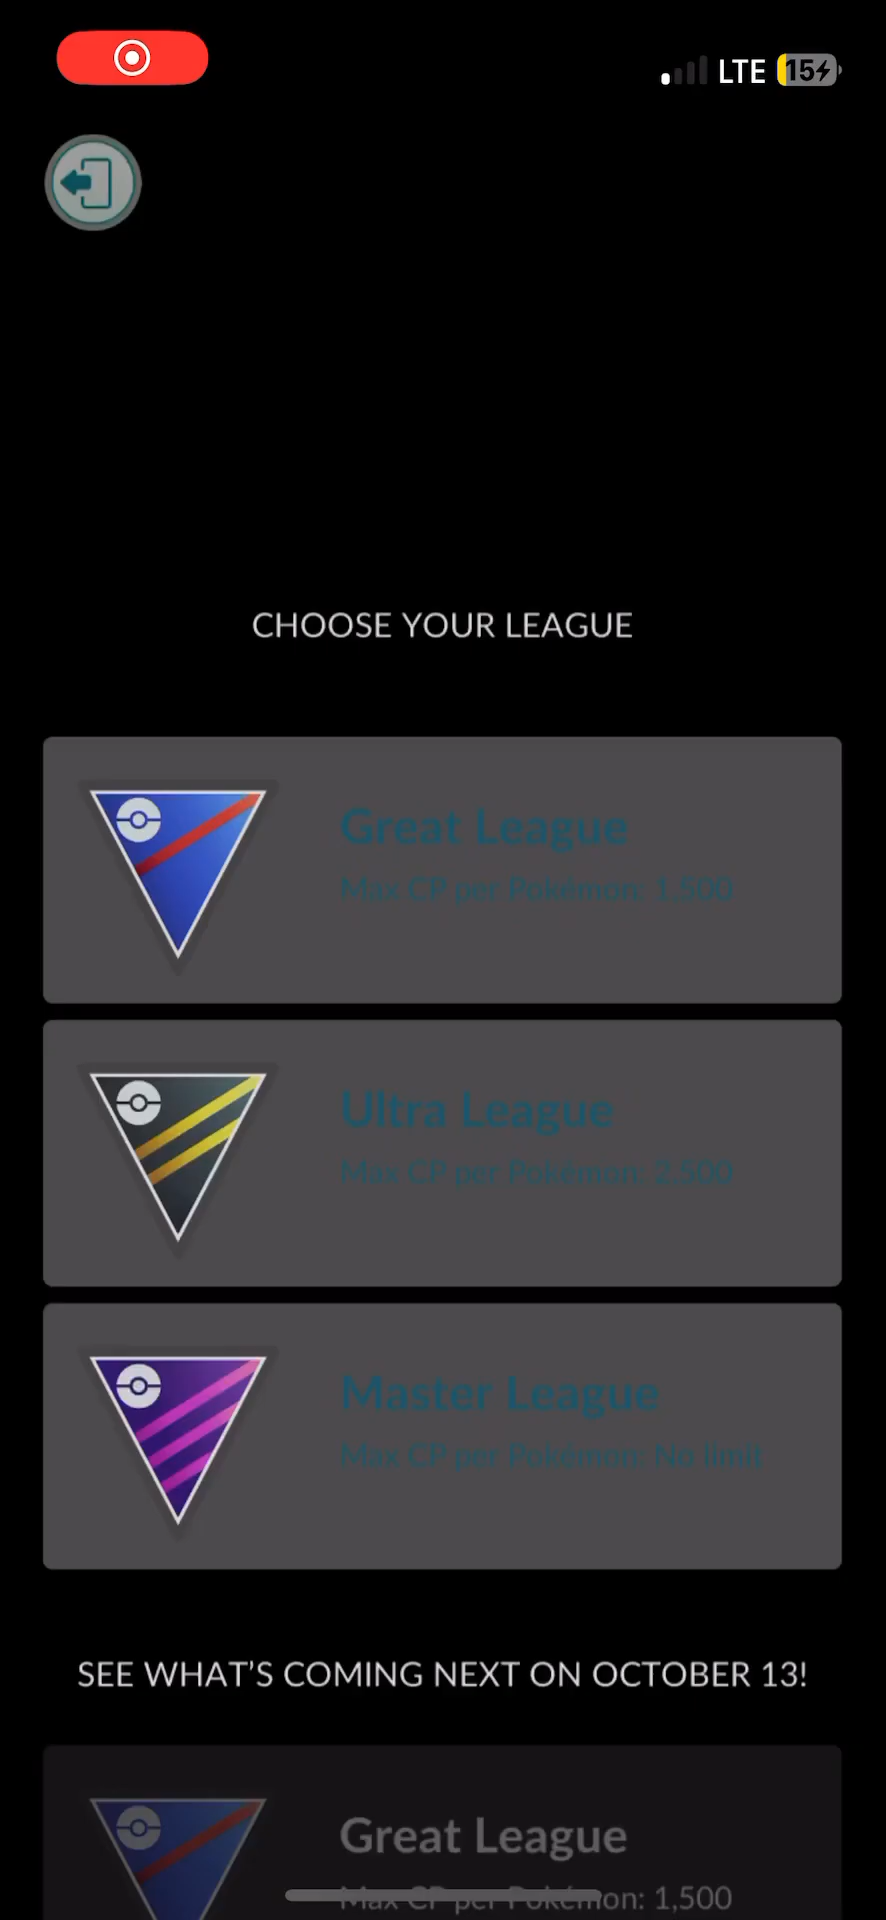 LTE 15
CHOOSE YOUR LEAGUE
Great League
Max CP per Pokémon: 1,500
Ultra League
Max CP per Pokémon: 2,500
Master League
Max CP per Pokémon: No limit
SEE WHAT'S COMING NEXT ON OCTOBER 13!
Great League
Max CP per Pokémon: 1,500